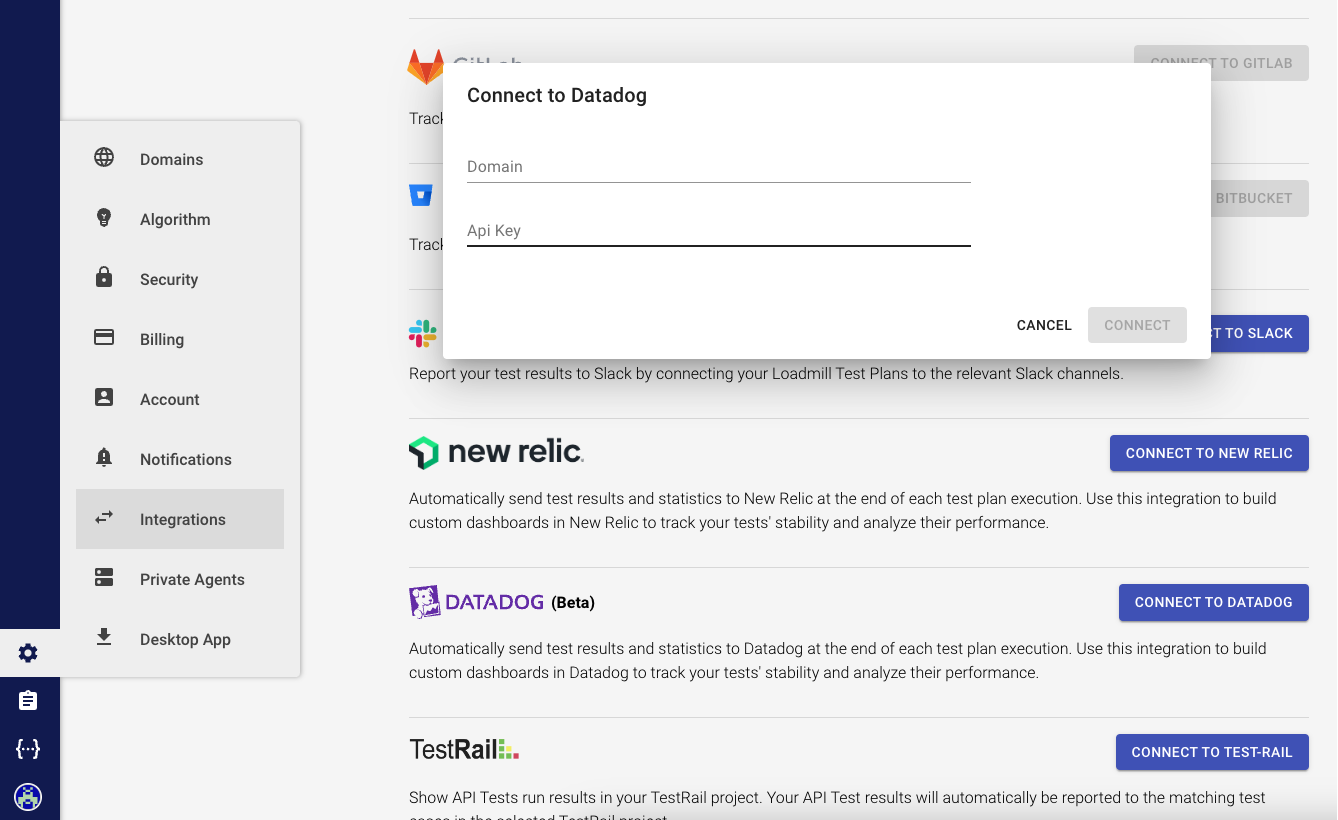 GitLab
CONNECT TO GITLAB
Connect to Datadog
Track
Domains
Domain
BITBUCKET
Algorithm
Api Key
Track
Security
CANCEL
CONNECT
TO SLACK
Billing
Report your test results to Slack by connecting your Loadmill Test Plans to the relevant Slack channels.
Account
new relic
CONNECT TO NEW RELIC
Notifications
Automatically send test results and statistics to New Relic at the end of each test plan execution. Use this integration to build
custom dashboards in New Relic to track your tests' stability and analyze their performance.
Integrations
Private Agents
DATADOG (Beta)
CONNECT TO DATADOG
Desktop App
Automatically send test results and statistics to Datadog at the end of each test plan execution. Use this integration to build
custom dashboards in Datadog to track your tests' stability and analyze their performance.
TestRail
CONNECT TO TEST-RAIL
Show API Tests run results in your TestRail project. Your API Test results will automatically be reported to the matching test
cases in the selected TestRail project